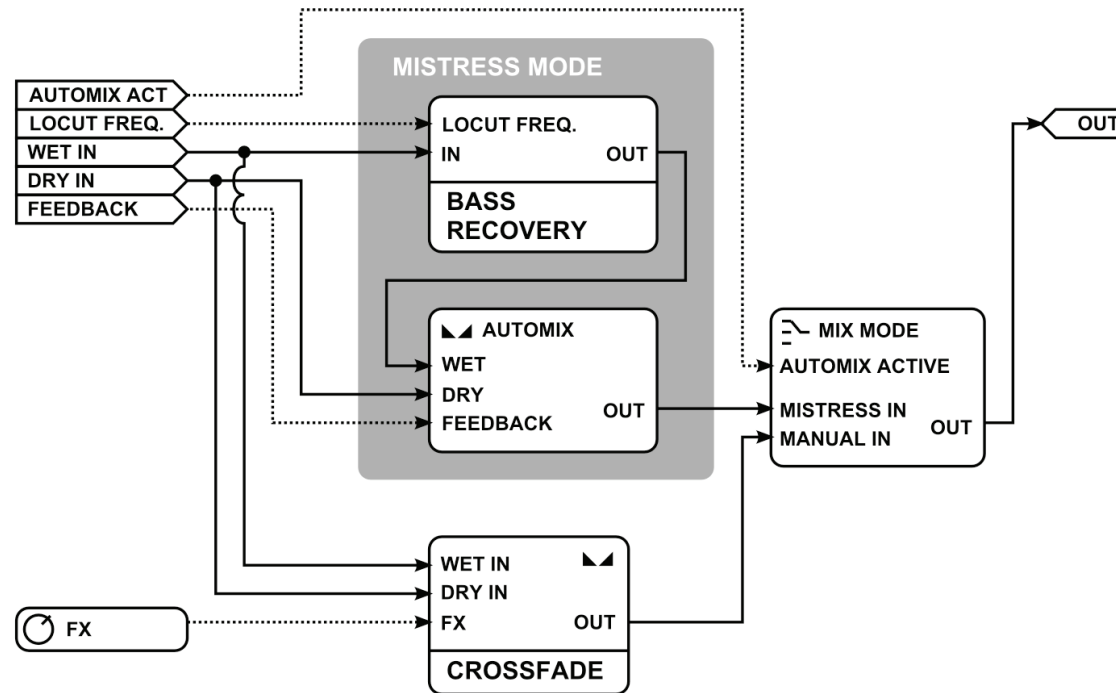 MISTRESS MODE
AUTOMIX ACT
LOCUT FREQ.
WET IN
DRY IN
FEEDBACK
LOCUT FREQ.
IN
OUT
BASS
RECOVERY
AUTOMIX
WET
DRY
FEEDBACK
OUT
MIX MODE
AUTOMIX ACTIVE
MISTRESS IN
MANUAL IN
OUT
OUT
WET IN
DRY IN
FX
OUT
CROSSFADE
FX